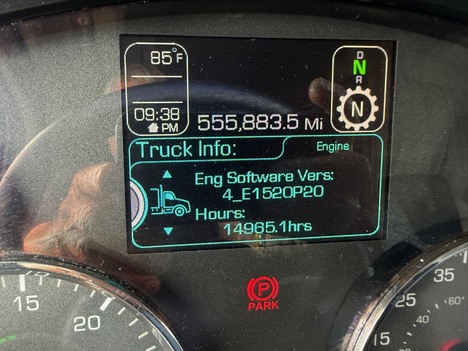 85°F
D
N
R
N
09:38
PM
555,883.5 Mi
Truck Info:
Engine
Eng Software Vers:
4_E1520P20
Hours:
14965.1hrs
P
PARK
15
20
15
25
35
40
60